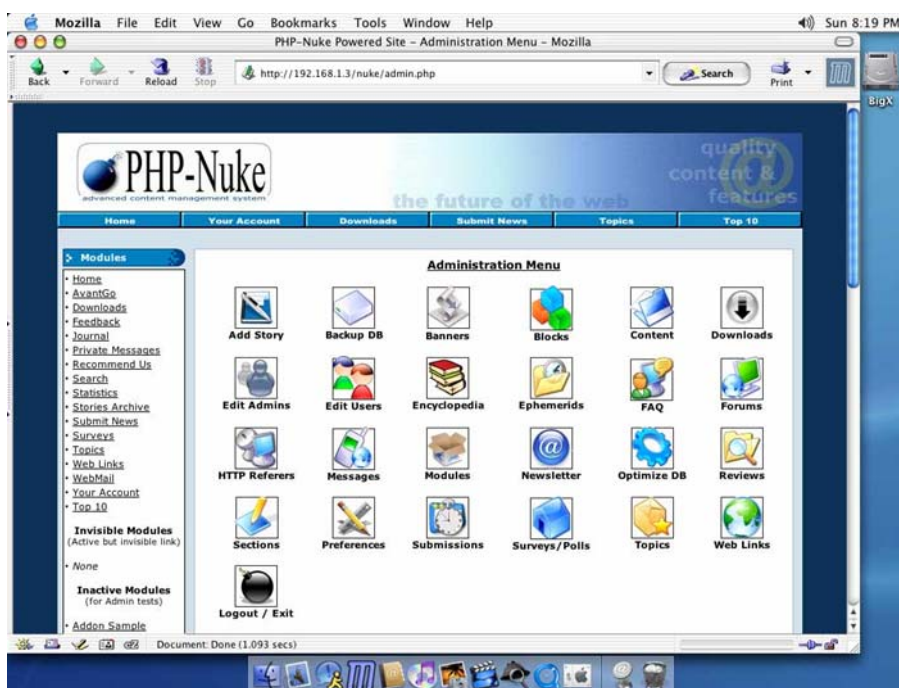 Mozilla File Edit View Go Bookmarks Tools Window Help Sun 8:19 PM
PHP-Nuke Powered Site – Administration Menu – Mozilla
Back Forward Reload Stop http://192.168.1.3/nuke/admin.php Search Print
BigX
PHP-Nuke
advanced content management system
quality
content &
features
the future of the web
Home Your Account Downloads Submit News Topics Top 10
Modules
• Home
• AvantGo
• Downloads
• Feedback
• Journal
• Private Messages
• Recommend Us
• Search
• Statistics
• Stories Archive
• Submit News
• Surveys
• Topics
• Web Links
• WebMail
• Your Account
• Top 10
Invisible Modules
(Active but invisible link)
• None
Inactive Modules
(for Admin tests)
• Addon Sample
Administration Menu
Add Story Backup DB Banners Blocks Content Downloads
Edit Admins Edit Users Encyclopedia Ephemerids FAQ Forums
HTTP Referers Messages Modules Newsletter Optimize DB Reviews
Sections Preferences Submissions Surveys/Polls Topics Web Links
Logout / Exit
Document: Done (1.093 secs)